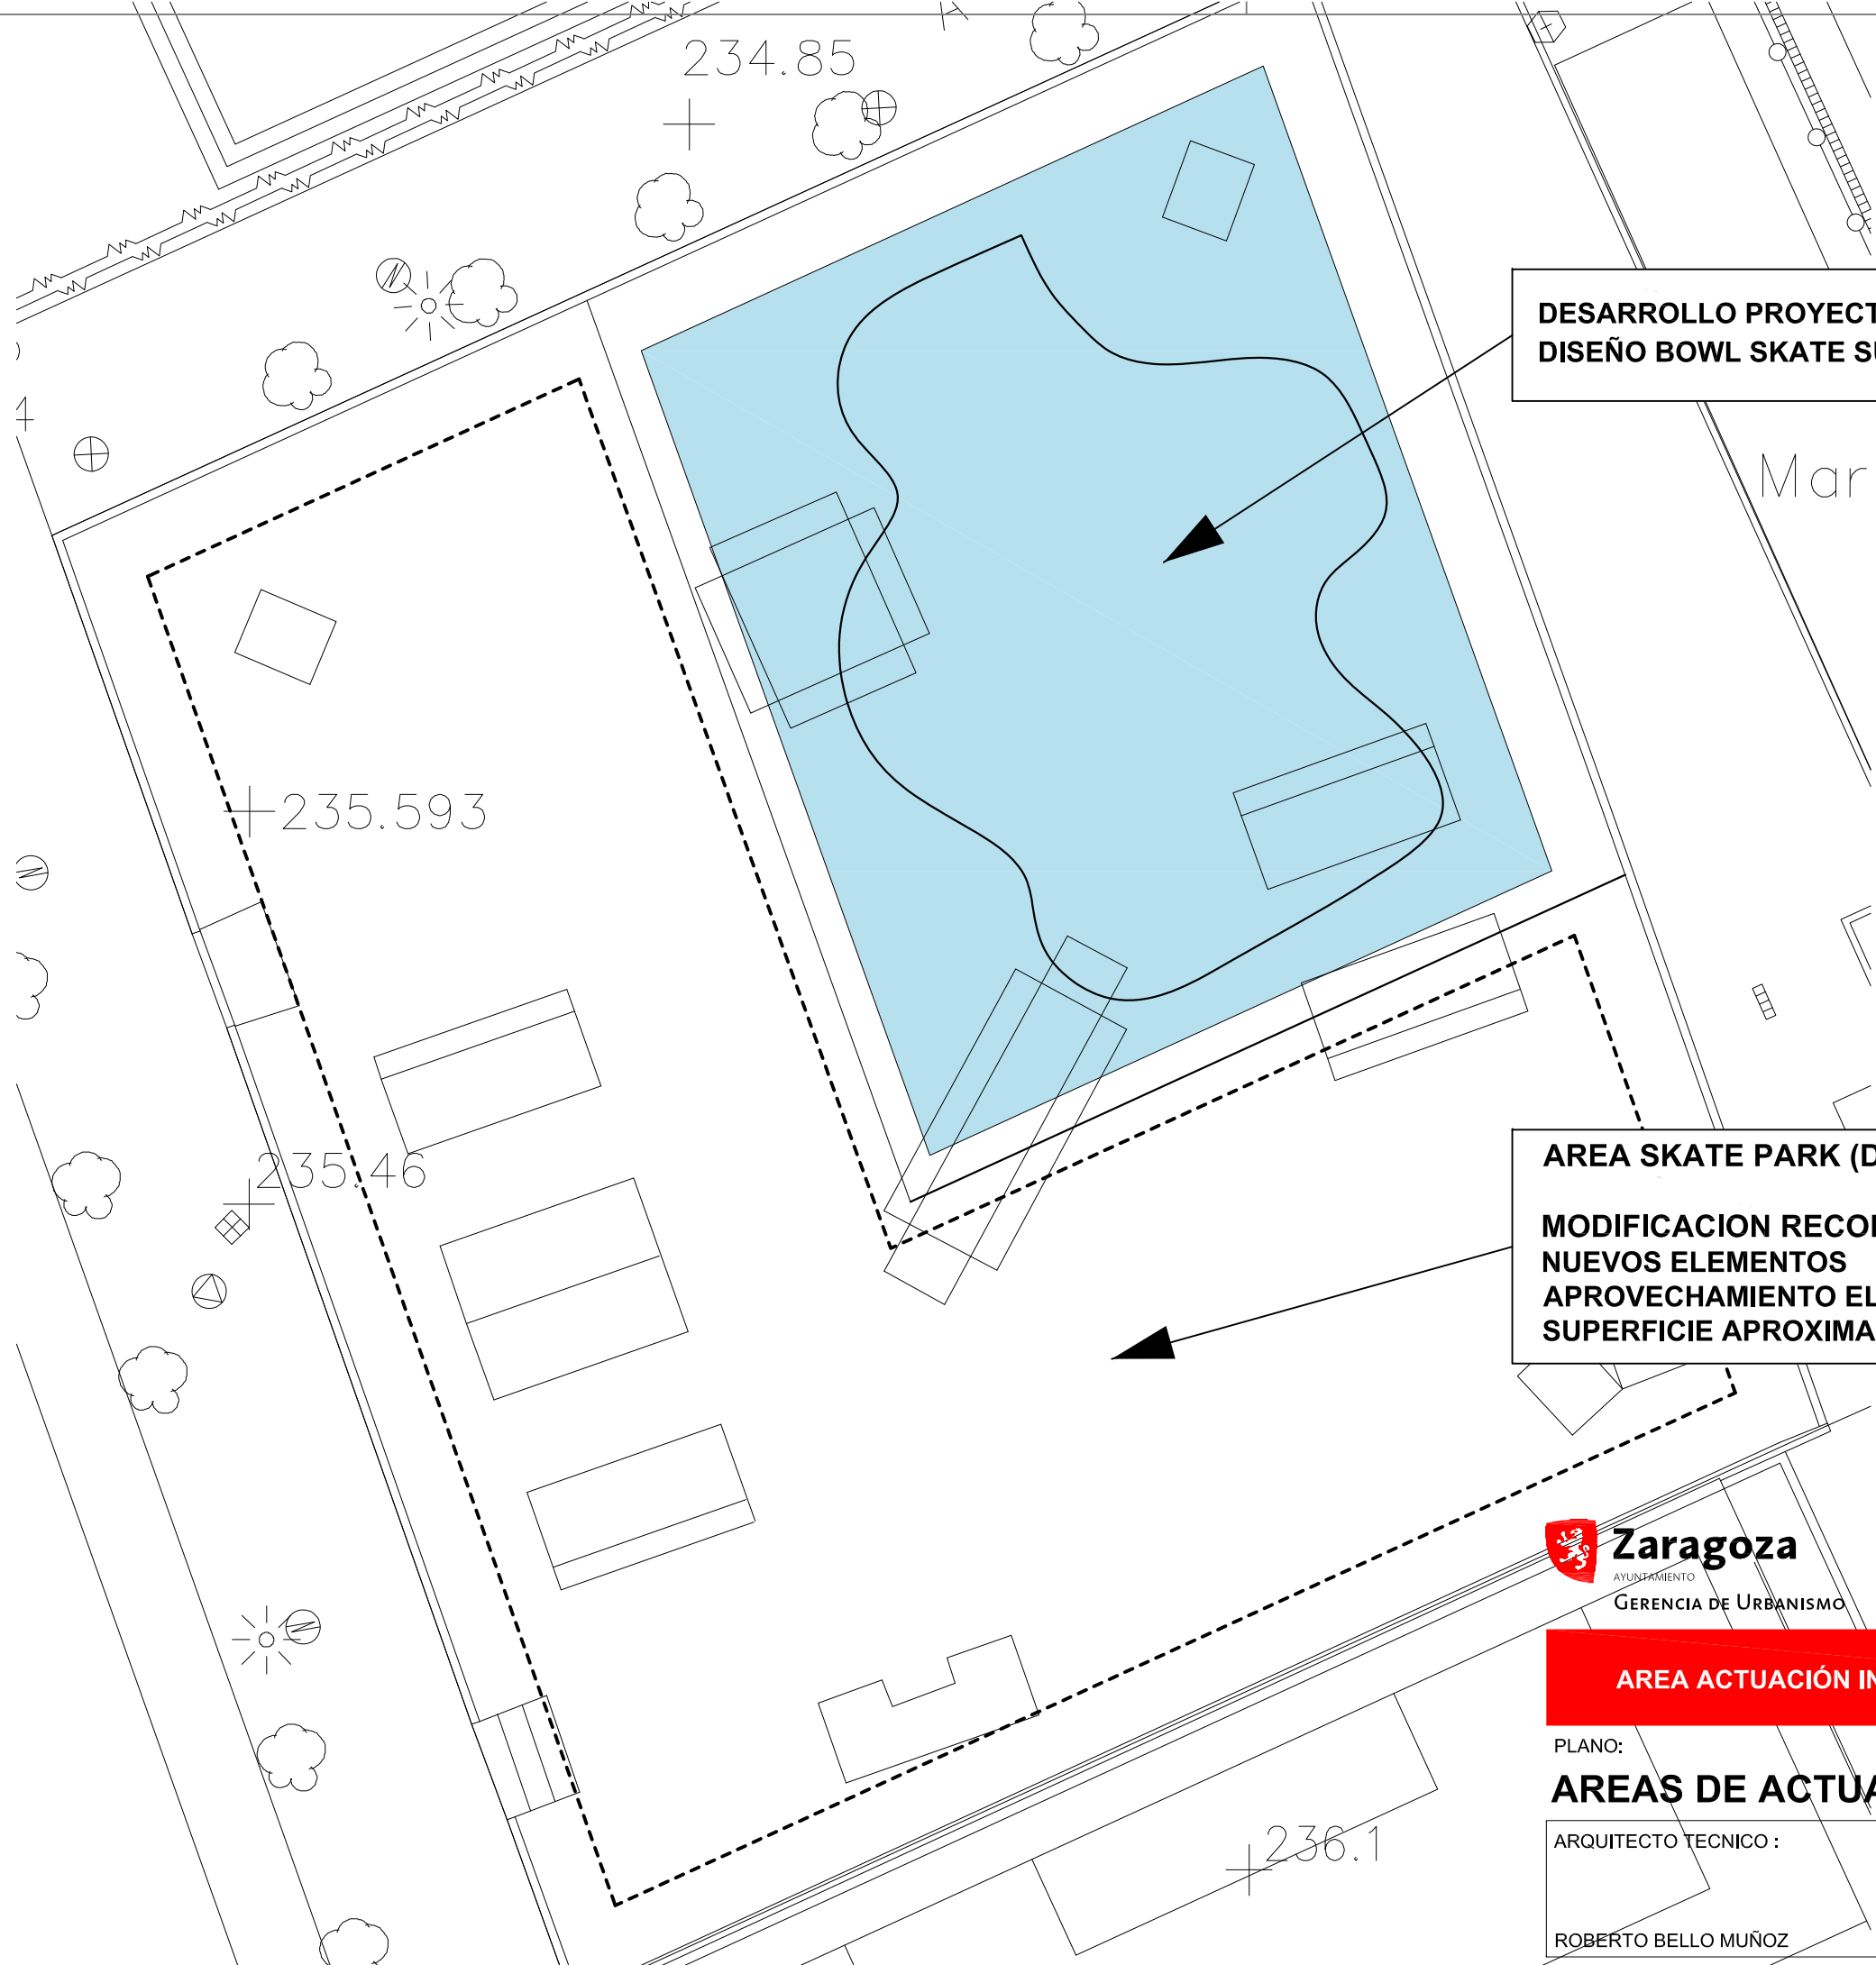 234.85
DESARROLLO PROYECT
DISEÑO BOWL SKATE S
Mar
4
235.593
235.46
AREA SKATE PARK (D
MODIFICACION RECO
NUEVOS ELEMENTOS
APROVECHAMIENTO EL
SUPERFICIE APROXIMA
Zaragoza
AYUNTAMIENTO
GERENCIA DE URBANISMO
AREA ACTUACIÓN IN
PLANO:
AREAS DE ACTUA
ARQUITECTO TECNICO :
236.1
ROBERTO BELLO MUÑOZ